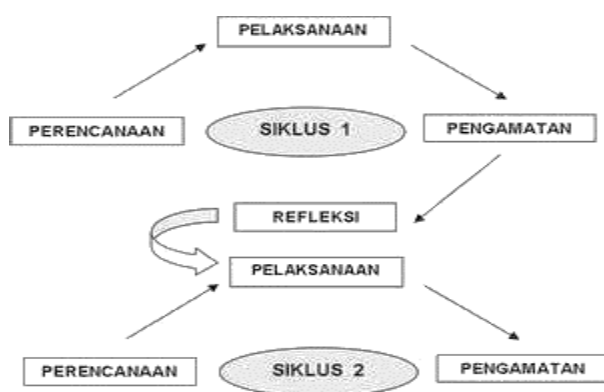 PELAKSANAAN
PERENCANAAN
SIKLUS 1
PENGAMATAN
REFLEKSI
PELAKSANAAN
PERENCANAAN
SIKLUS 2
PENGAMATAN